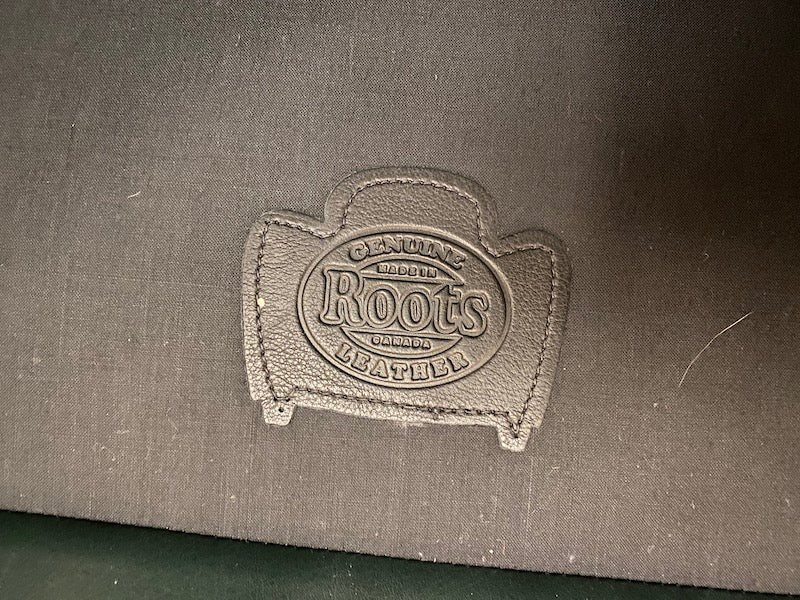 GENUINE
MADE IN
Roots
CANADA
LEATHER